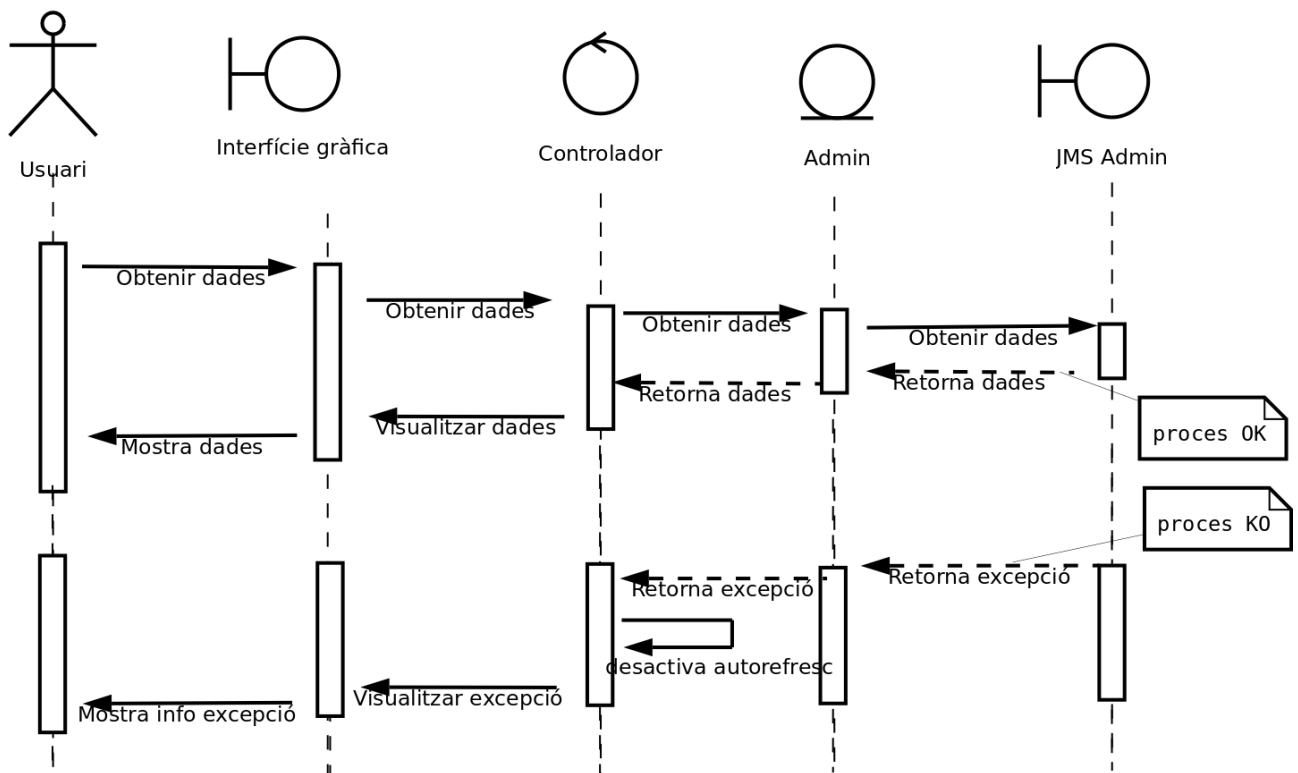 Usuari
Interfície gràfica
Controlador
Admin
JMS Admin
Obtenir dades
Obtenir dades
Obtenir dades
Obtenir dades
Retorna dades
Retorna dades
Visualitzar dades
Mostra dades
proces OK
proces KO
Retorna excepció
Retorna excepció
desactiva autorefresc
Visualitzar excepció
Mostra info excepció